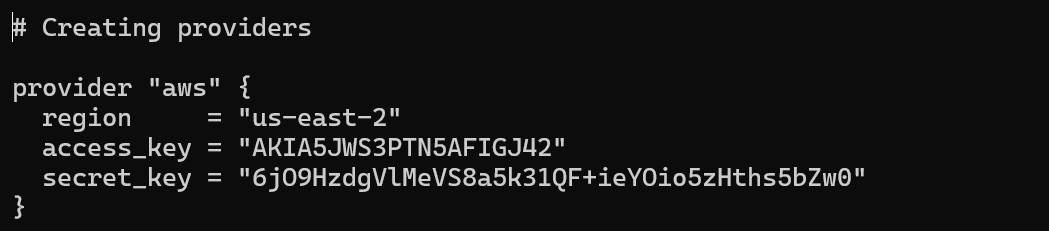 # Creating providers
provider "aws" {
  region     = "us-east-2"
  access_key = "AKIA5JWS3PTN5AFIGJ42"
  secret_key = "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"
}